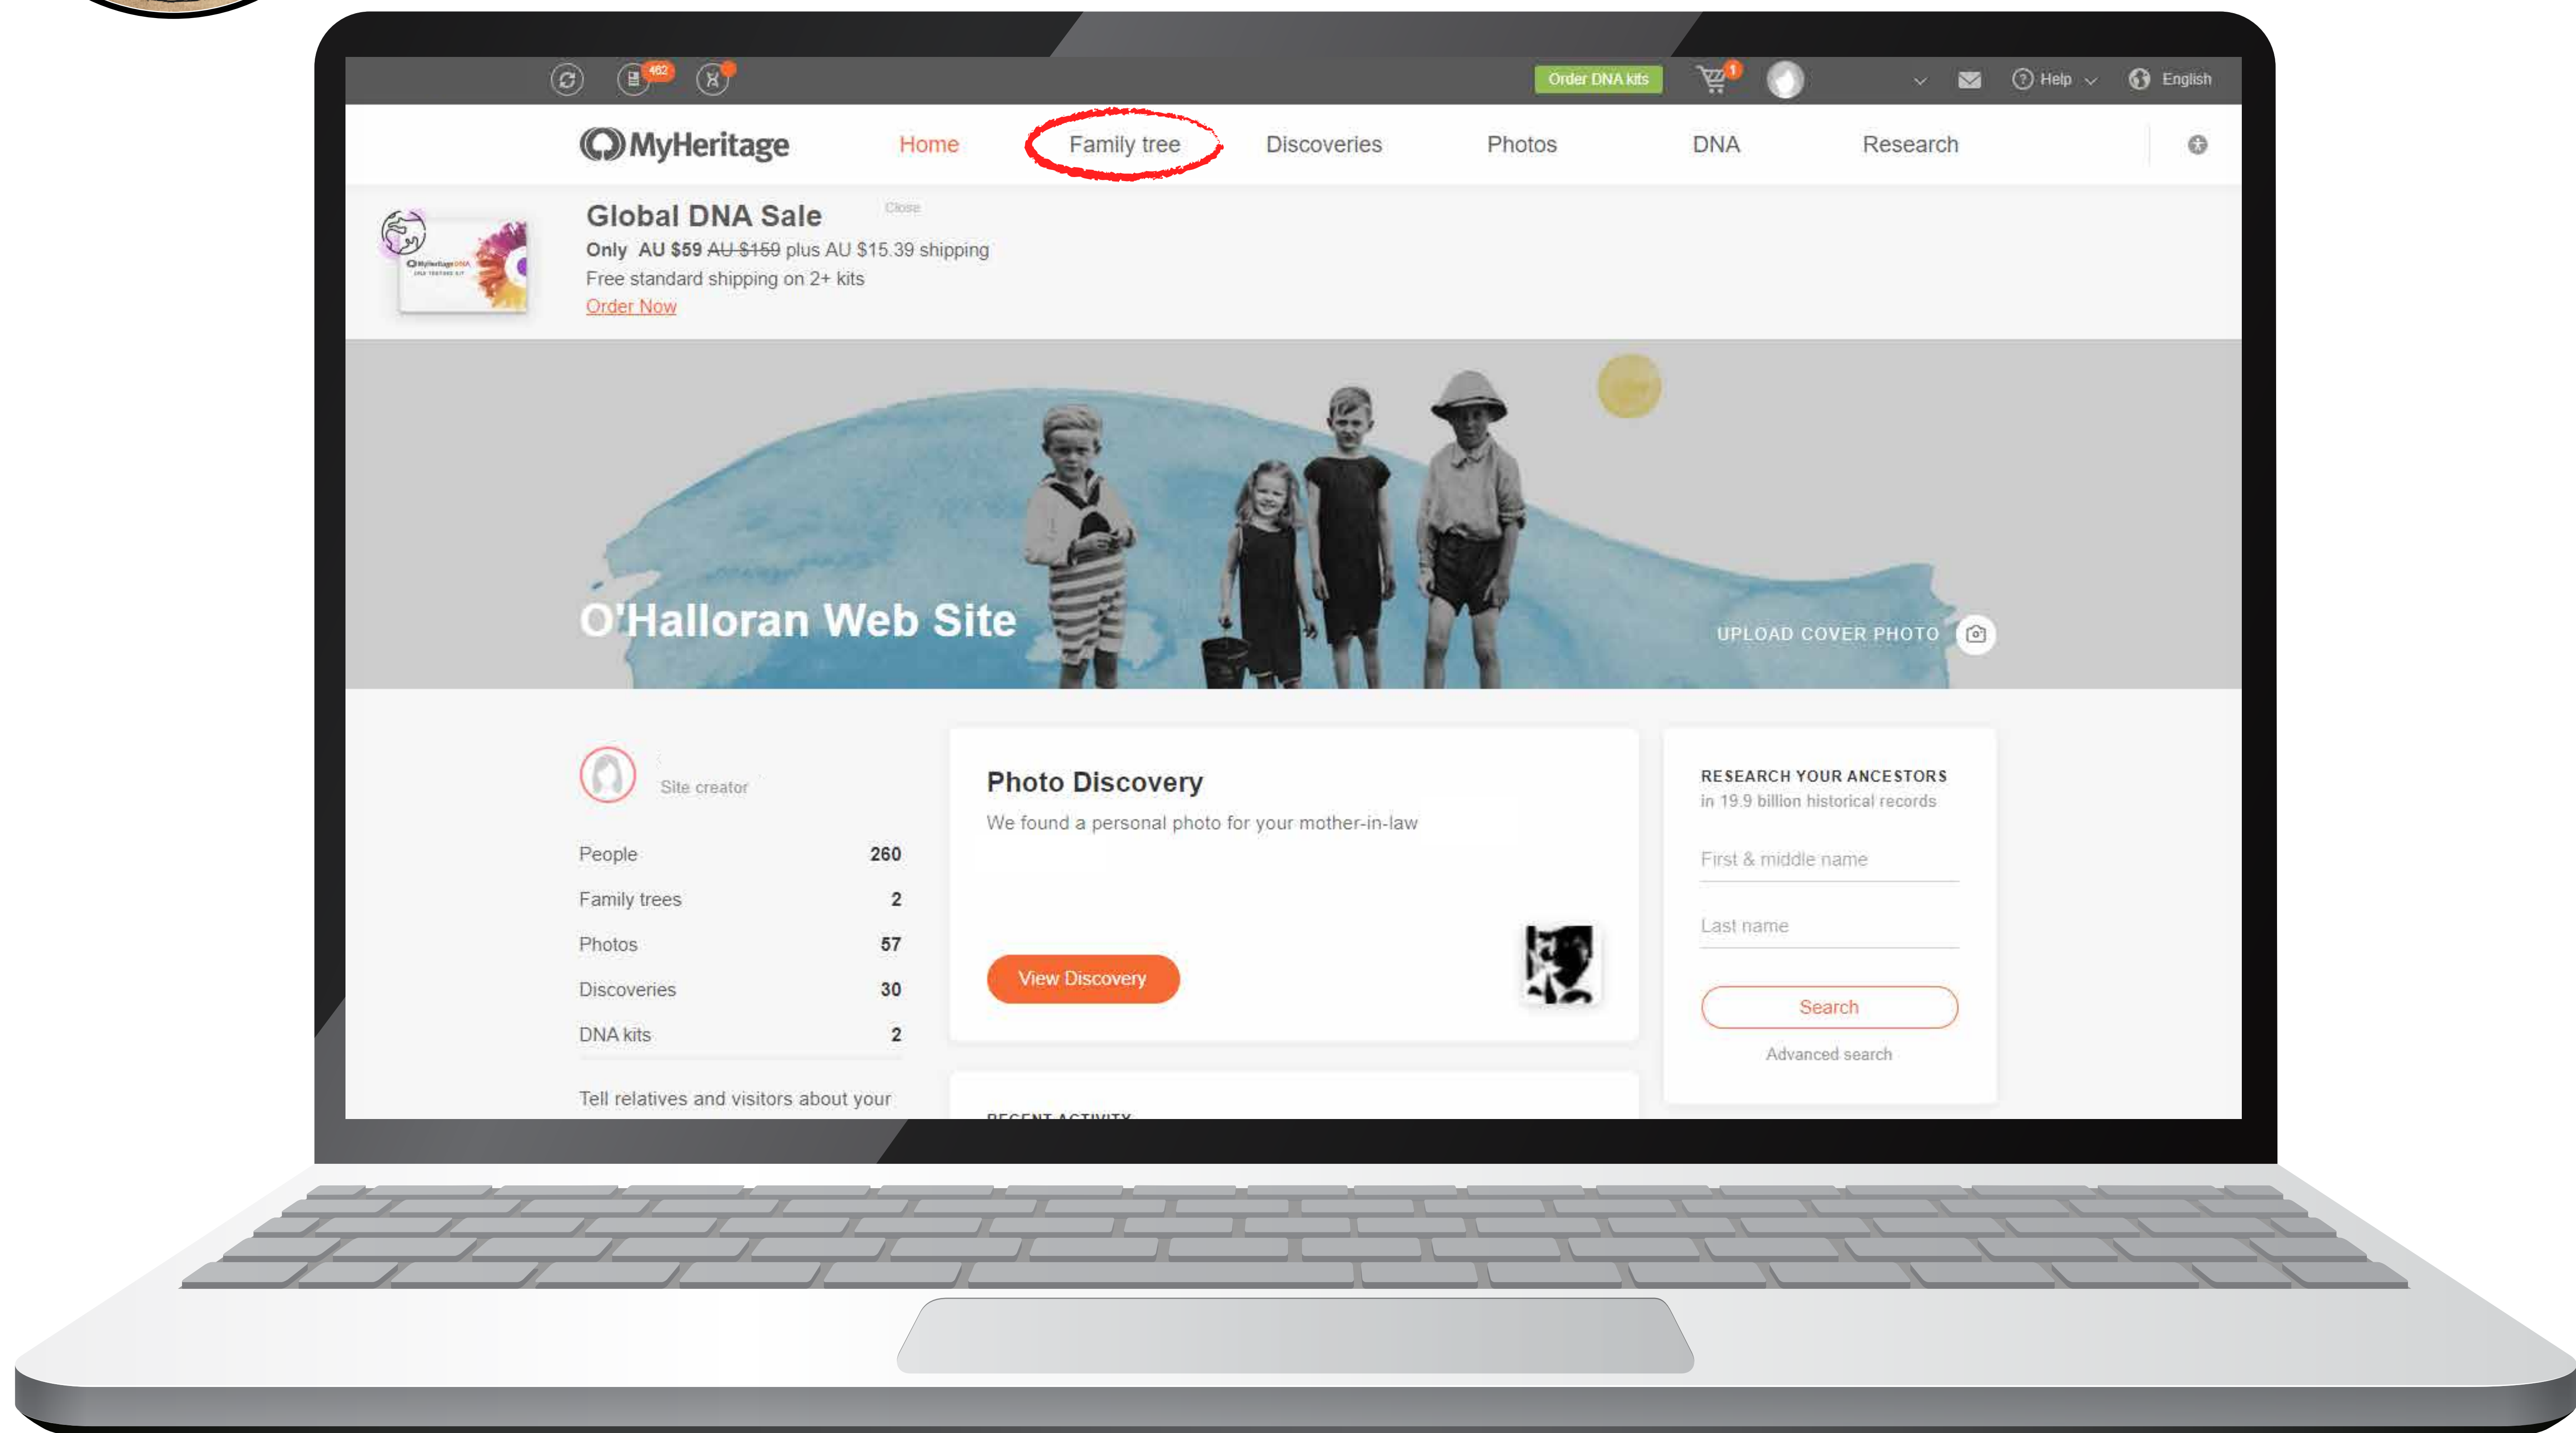 462
Order DNA kits
1
Help
English
MyHeritage
Home
Family tree
Discoveries
Photos
DNA
Research
Global DNA Sale
Close
Only AU $59 AU $159 plus AU $15.39 shipping
Free standard shipping on 2+ kits
Order Now
MyHeritage DNA
O'Halloran Web Site
UPLOAD COVER PHOTO
Site creator
People 260
Family trees 2
Photos 57
Discoveries 30
DNA kits 2
Tell relatives and visitors about your
Photo Discovery
We found a personal photo for your mother-in-law
View Discovery
RECENT ACTIVITY
RESEARCH YOUR ANCESTORS
in 19.9 billion historical records
First & middle name
Last name
Search
Advanced search